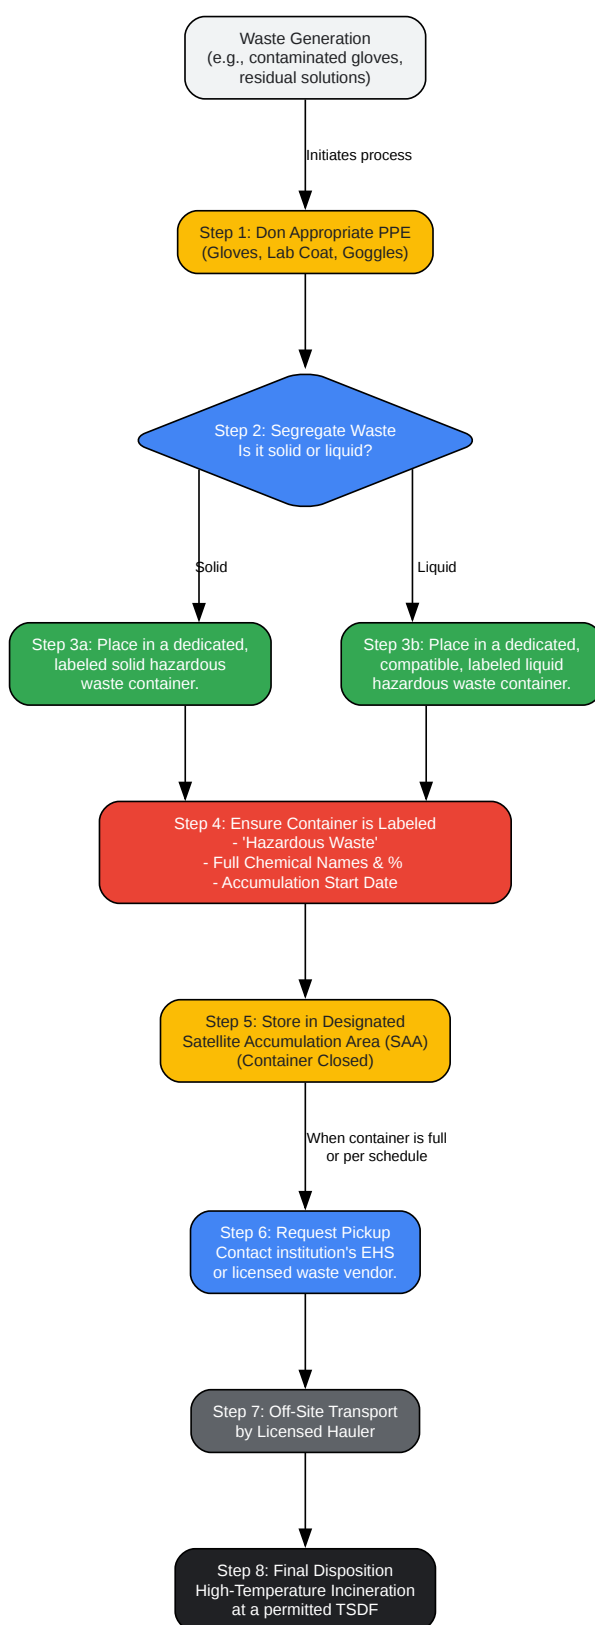 Waste Generation
(e.g., contaminated gloves,
residual solutions)
Initiates process
Step 1: Don Appropriate PPE
(Gloves, Lab Coat, Goggles)
Step 2: Segregate Waste
Is it solid or liquid?
Solid
Liquid
Step 3a: Place in a dedicated,
labeled solid hazardous
waste container.
Step 3b: Place in a dedicated,
compatible, labeled liquid
hazardous waste container.
Step 4: Ensure Container is Labeled
- 'Hazardous Waste'
- Full Chemical Names & %
- Accumulation Start Date
Step 5: Store in Designated
Satellite Accumulation Area (SAA)
(Container Closed)
When container is full
or per schedule
Step 6: Request Pickup
Contact institution's EHS
or licensed waste vendor.
Step 7: Off-Site Transport
by Licensed Hauler
Step 8: Final Disposition
High-Temperature Incineration
at a permitted TSDF